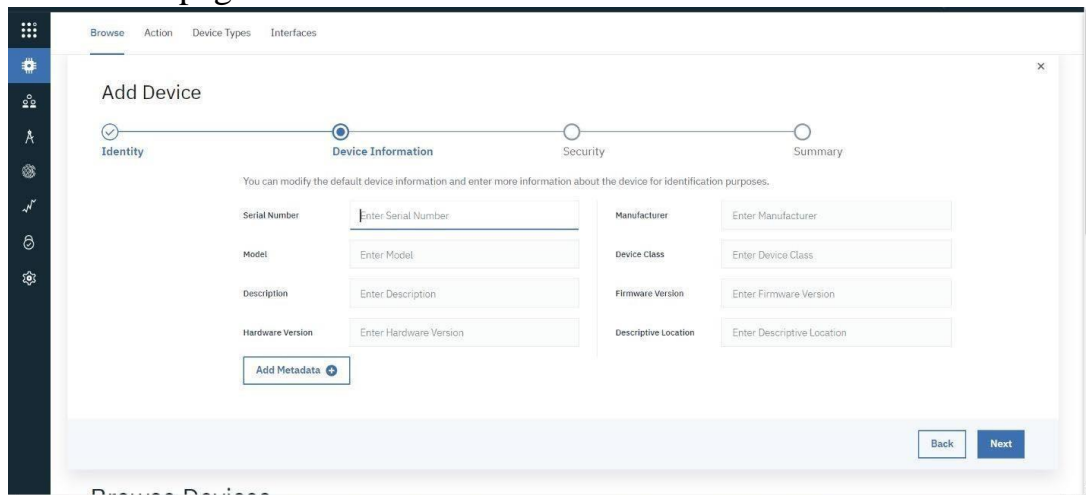 Browse Action Device Types Interfaces
Add Device
Identity Device Information Security Summary
You can modify the default device information and enter more information about the device for identification purposes.
Serial Number Enter Serial Number Manufacturer Enter Manufacturer
Model Enter Model Device Class Enter Device Class
Description Enter Description Firmware Version Enter Firmware Version
Hardware Version Enter Hardware Version Descriptive Location Enter Descriptive Location
Add Metadata
Back Next
Browse Devices